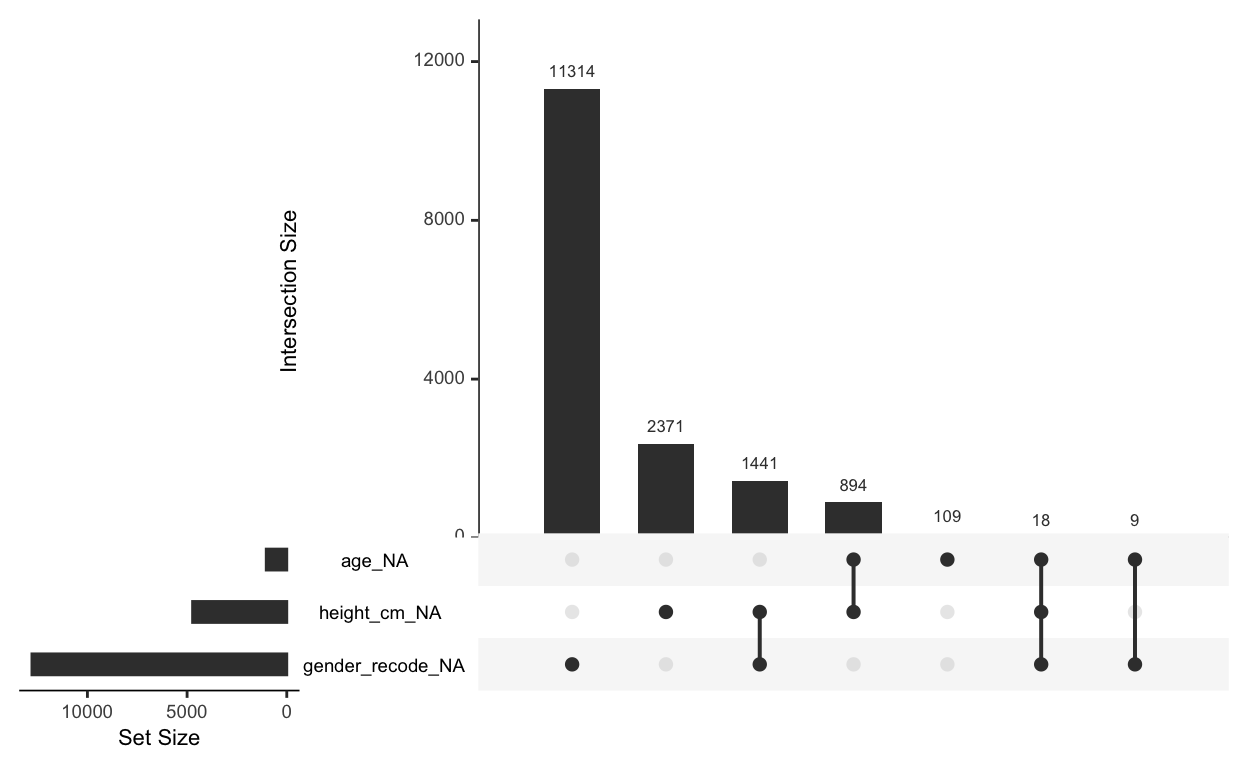 12000
8000
4000
0
Intersection Size
11314
2371
1441
894
109
18
9
age_NA
height_cm_NA
gender_recode_NA
10000 5000 0
Set Size